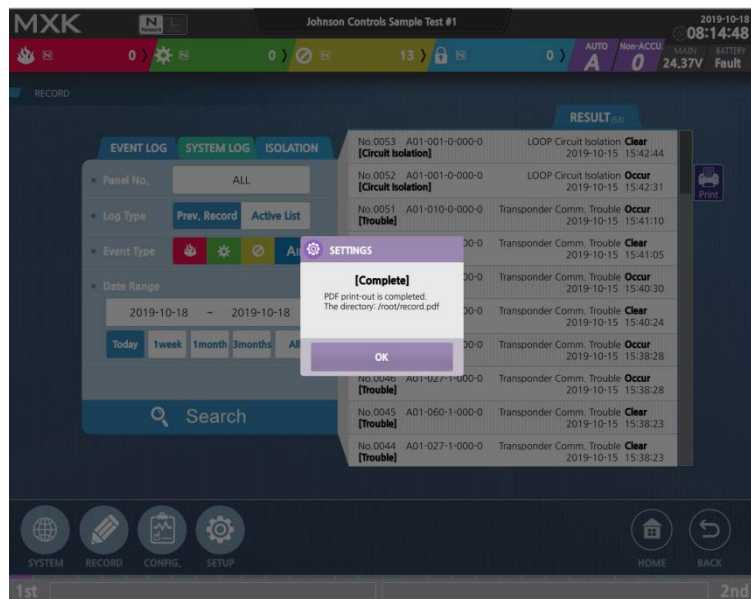 MXK
N
Network
L
Johnson Controls Sample Test #1
2019-10-18
08:14:48
N 0 >
N 0 >
N 13 >
N 0 >
AUTO
A
Non-ACCU
0
MAIN
24.37V
BATTERY
Fault
RECORD
RESULT(53)
EVENT LOG SYSTEM LOG ISOLATION
Panel No. ALL
Log Type Prev. Record Active List
Event Type
Date Range
2019-10-18 ~ 2019-10-18
Today 1week 1month 3months
Search
No.0053 A01-001-0-000-0 LOOP Circuit Isolation Clear
[Circuit Isolation] 2019-10-15 15:42:44
No.0052 A01-001-0-000-0 LOOP Circuit Isolation Occur
[Circuit Isolation] 2019-10-15 15:42:31
No.0051 A01-010-0-000-0 Transponder Comm. Trouble Occur
[Trouble] 2019-10-15 15:41:10
00-0 Transponder Comm. Trouble Clear
2019-10-15 15:41:05
00-0 Transponder Comm. Trouble Occur
2019-10-15 15:40:30
00-0 Transponder Comm. Trouble Clear
2019-10-15 15:40:24
00-0 Transponder Comm. Trouble Occur
2019-10-15 15:38:28
No.0046 A01-027-1-000-0 Transponder Comm. Trouble Occur
[Trouble] 2019-10-15 15:38:28
No.0045 A01-060-1-000-0 Transponder Comm. Trouble Clear
[Trouble] 2019-10-15 15:38:23
No.0044 A01-027-1-000-0 Transponder Comm. Trouble Clear
[Trouble] 2019-10-15 15:38:23
Print
SETTINGS
[Complete]
PDF print-out is completed.
The directory: /root/record.pdf
OK
SYSTEM RECORD CONFIG. SETUP HOME BACK
1st 2nd